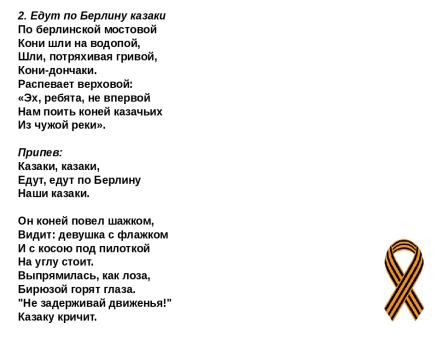 2. Едут по Берлину казаки
По берлинской мостовой
Кони шли на водопой,
Шли, потряхивая гривой,
Кони-дончаки.
Распевает верховой:
«Эх, ребята, не впервой
Нам поить коней казачьих
Из чужой реки».
Припев:
Казаки, казаки,
Едут, едут по Берлину
Наши казаки.
Он коней повел шажком,
Видит: девушка с флажком
И с косою под пилоткой
На углу стоит.
Выпрямилась, как лоза,
Бирюзой горят глаза.
"Не задерживай движенья!"
Казаку кричит.